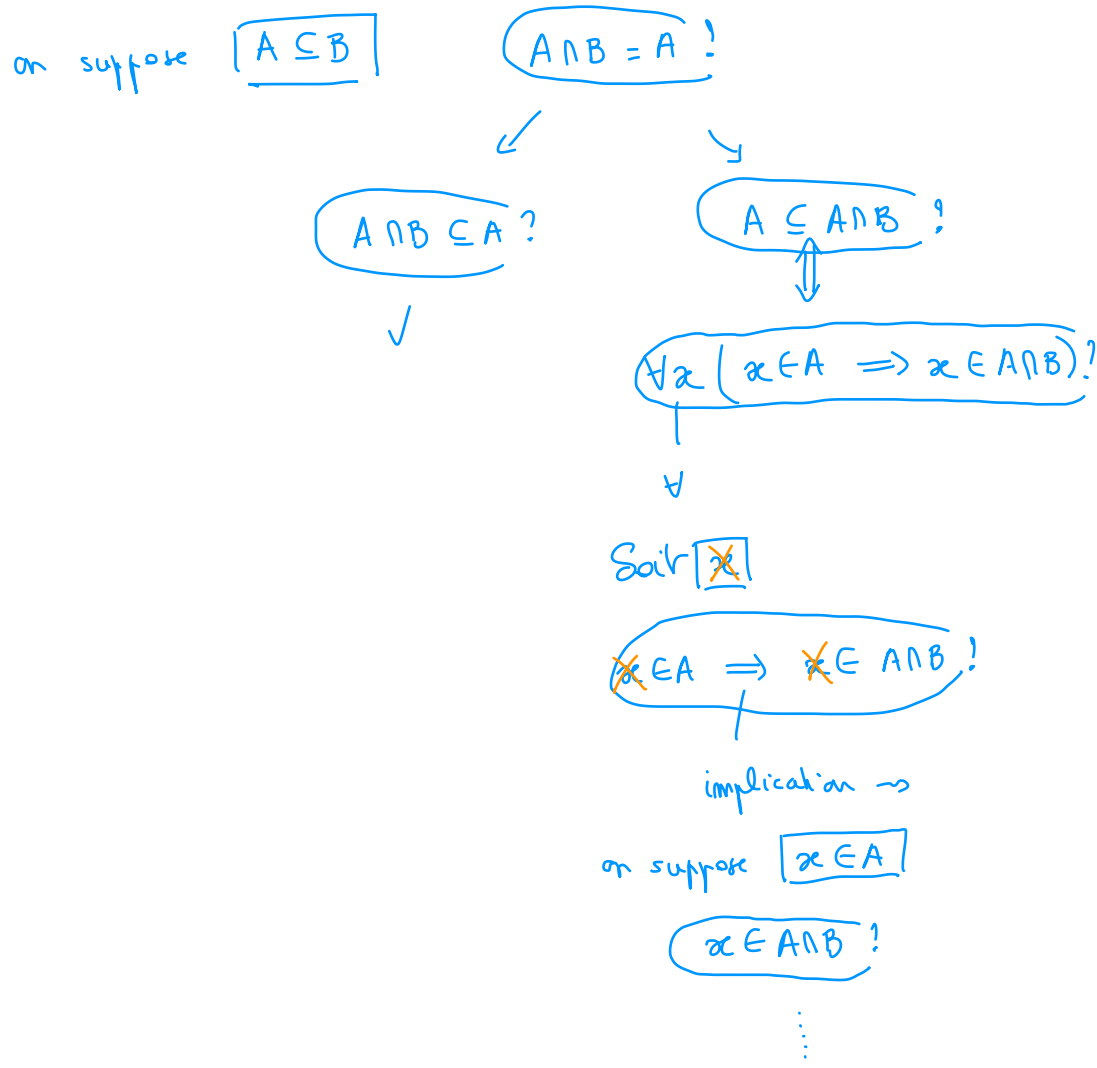 on suppose A ⊆ B A ∩ B = A ?
A ∩ B ⊆ A ? A ⊆ A ∩ B ?
⇕
✓
∀x ( x ∈ A ⟹ x ∈ A ∩ B ) ?
∀
Soit x
x ∈ A ⟹ x ∈ A ∩ B ?
implication ⇝
on suppose x ∈ A
x ∈ A ∩ B ?
......